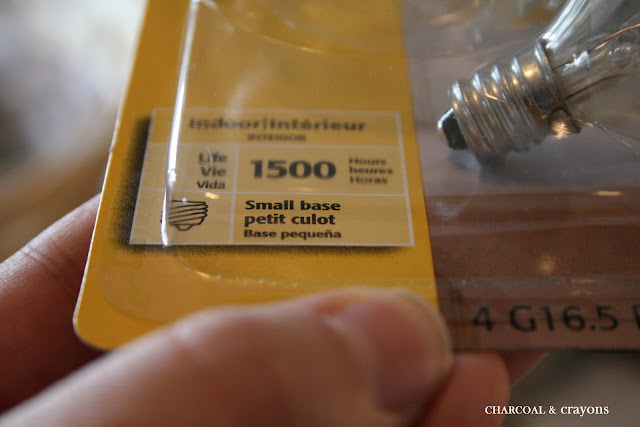 indoor|intérieur
INTERIOR
Life
Vie
Vida
1500
Hours
heures
Horas
Small base
petit culot
Base pequeña
4 G16.5
CHARCOAL & crayons